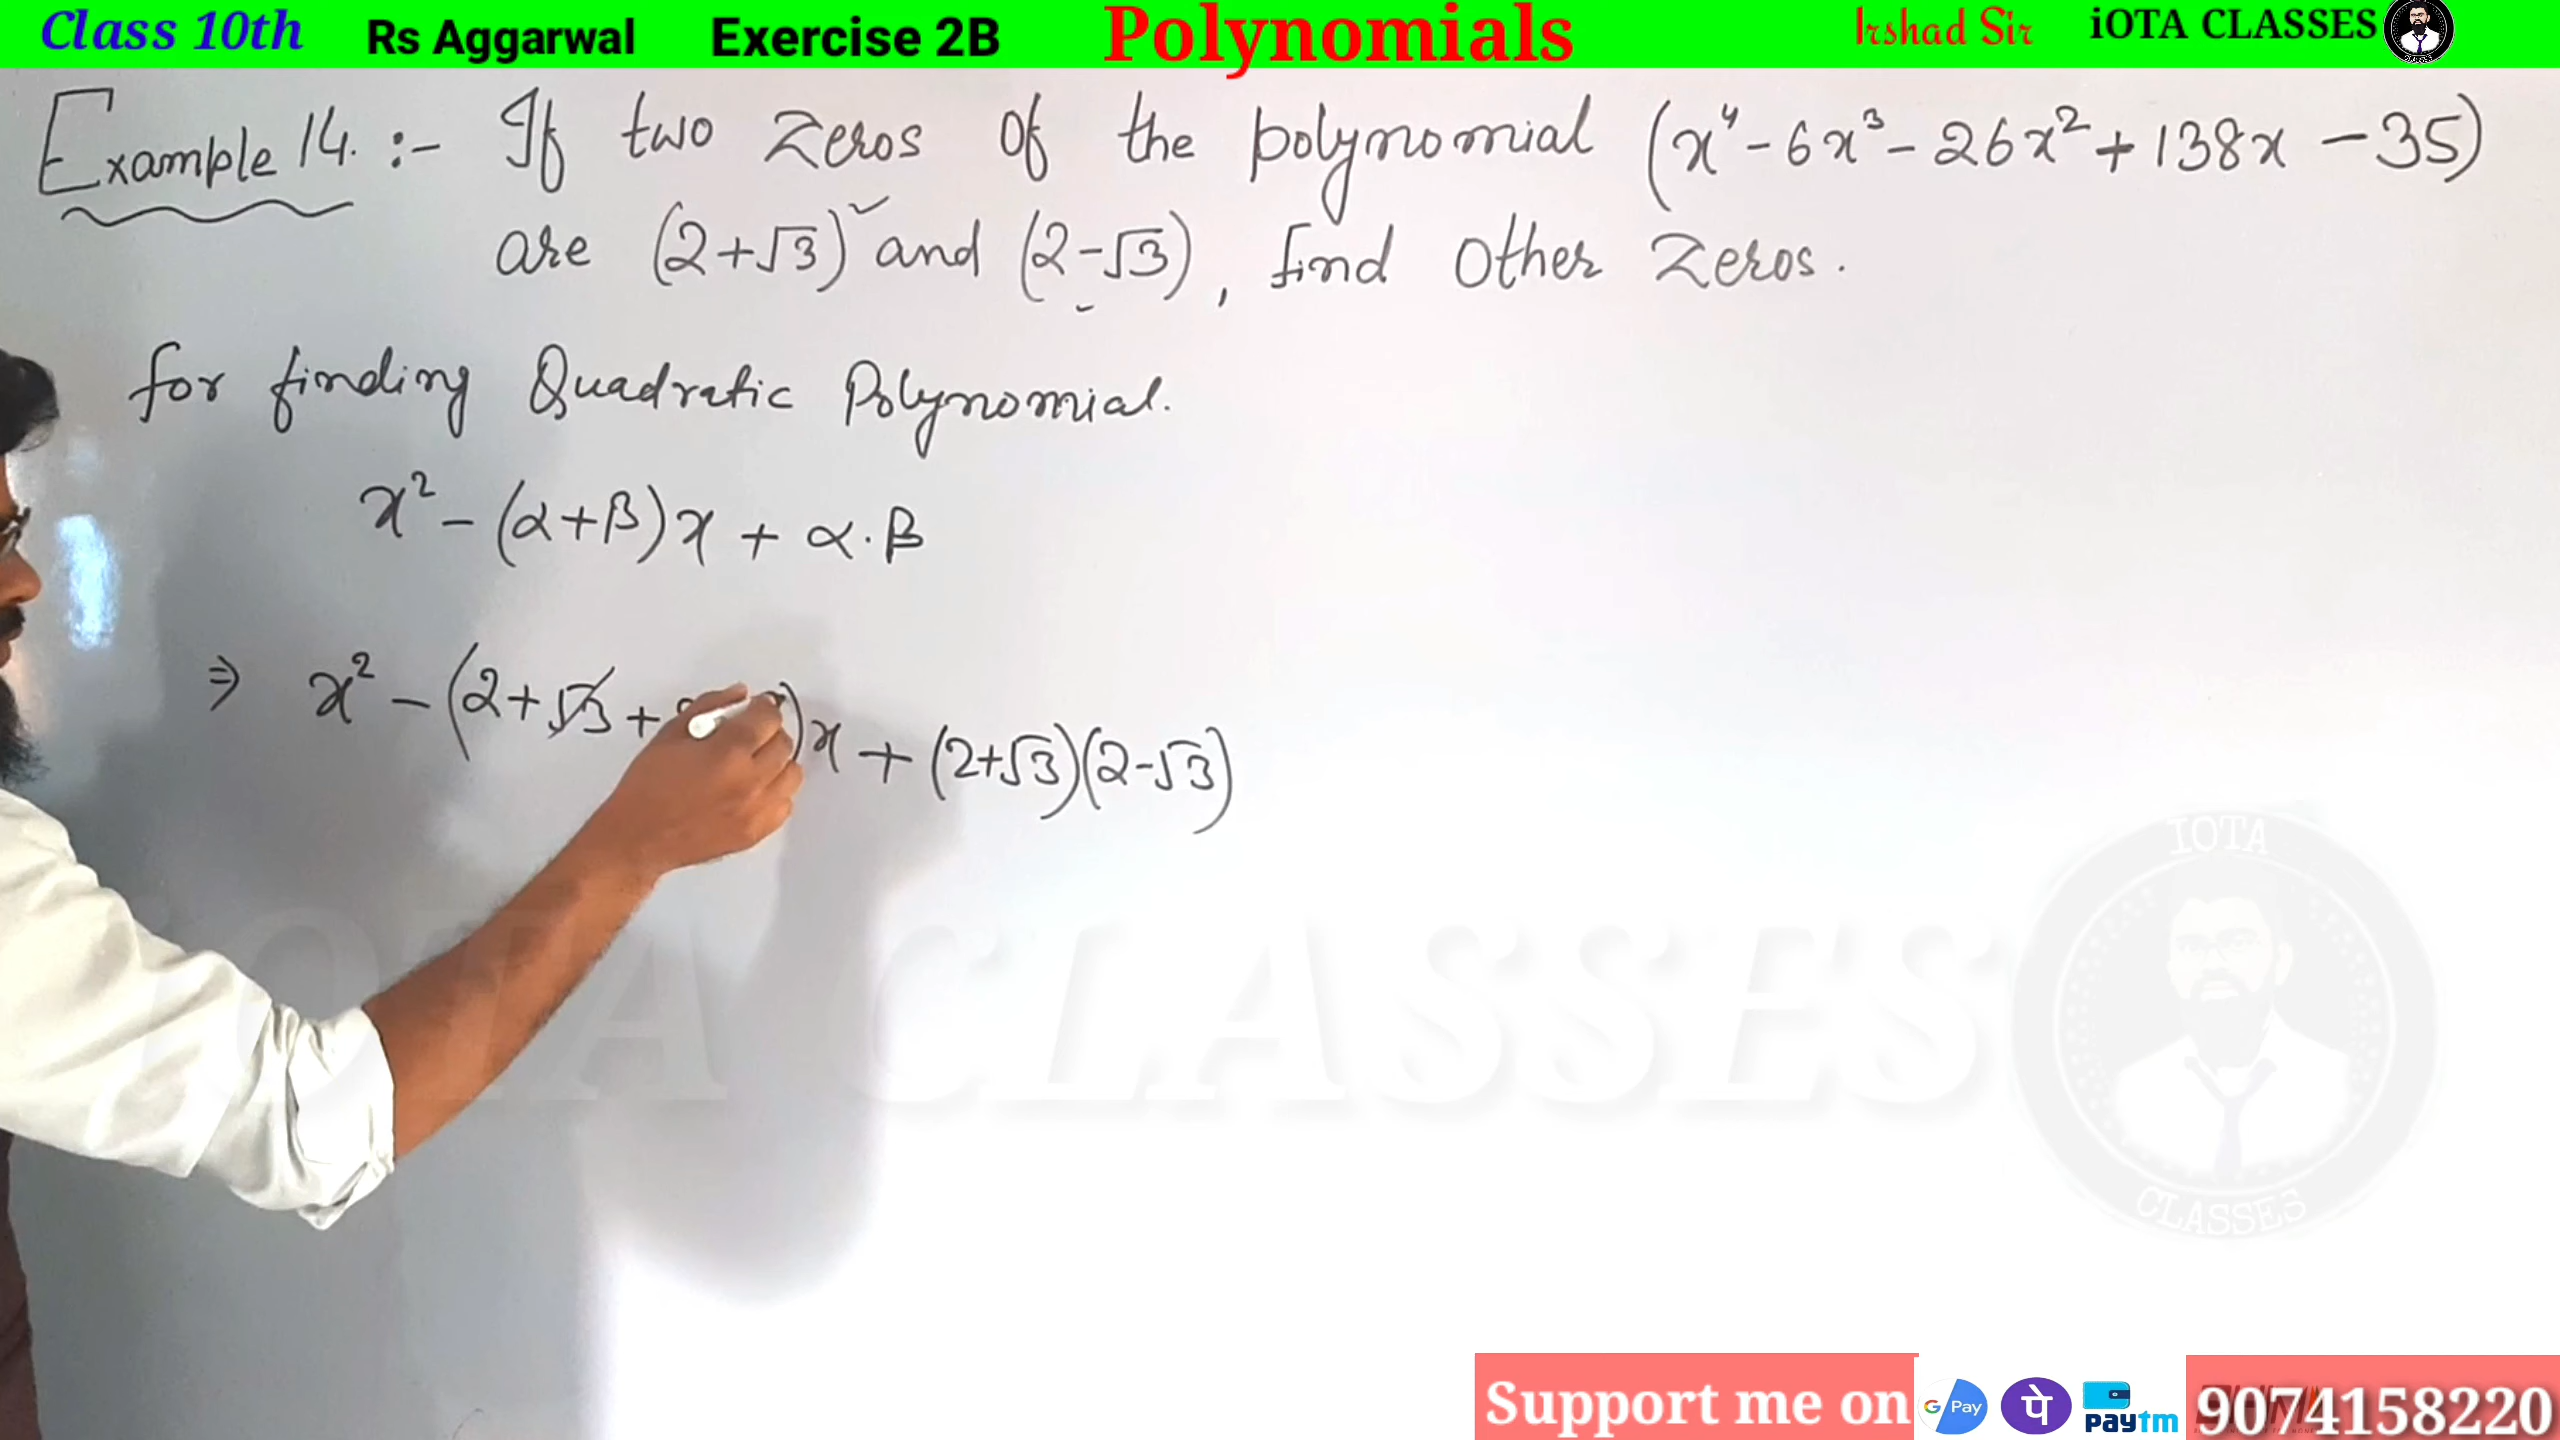 Class 10th Rs Aggarwal Exercise 2B Polynomials Irshad Sir iOTA CLASSES
Example 14. :- If two zeros of the polynomial (x⁴ - 6x³ - 26x² + 138x - 35)
are (2+√3) and (2-√3), find other zeros.
for finding Quadratic Polynomial.
x² - (α+β)x + α.β
⇒ x² - (2+√3 + )x + (2+√3)(2-√3)
IOTA
iOTA CLASSES
CLASSES
Support me on G Pay पे paytm 9074158220